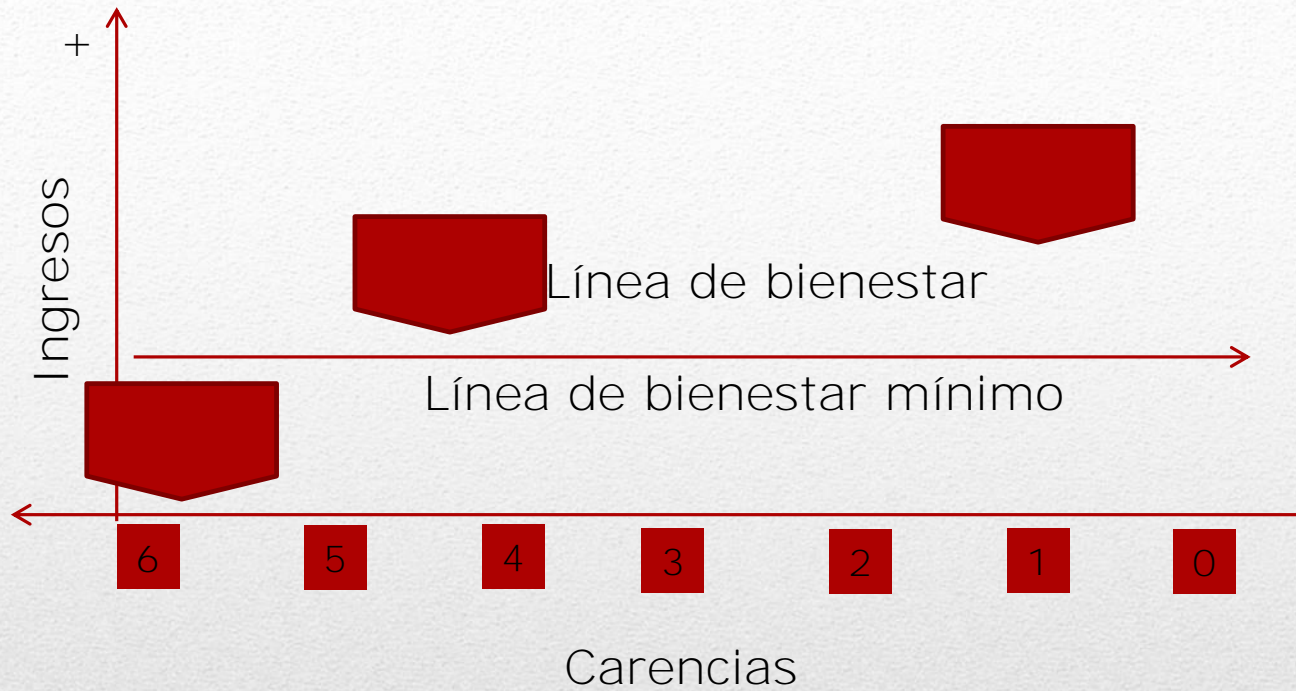 +
Ingresos
Línea de bienestar
Línea de bienestar mínimo
6 5 4 3 2 1 0
Carencias